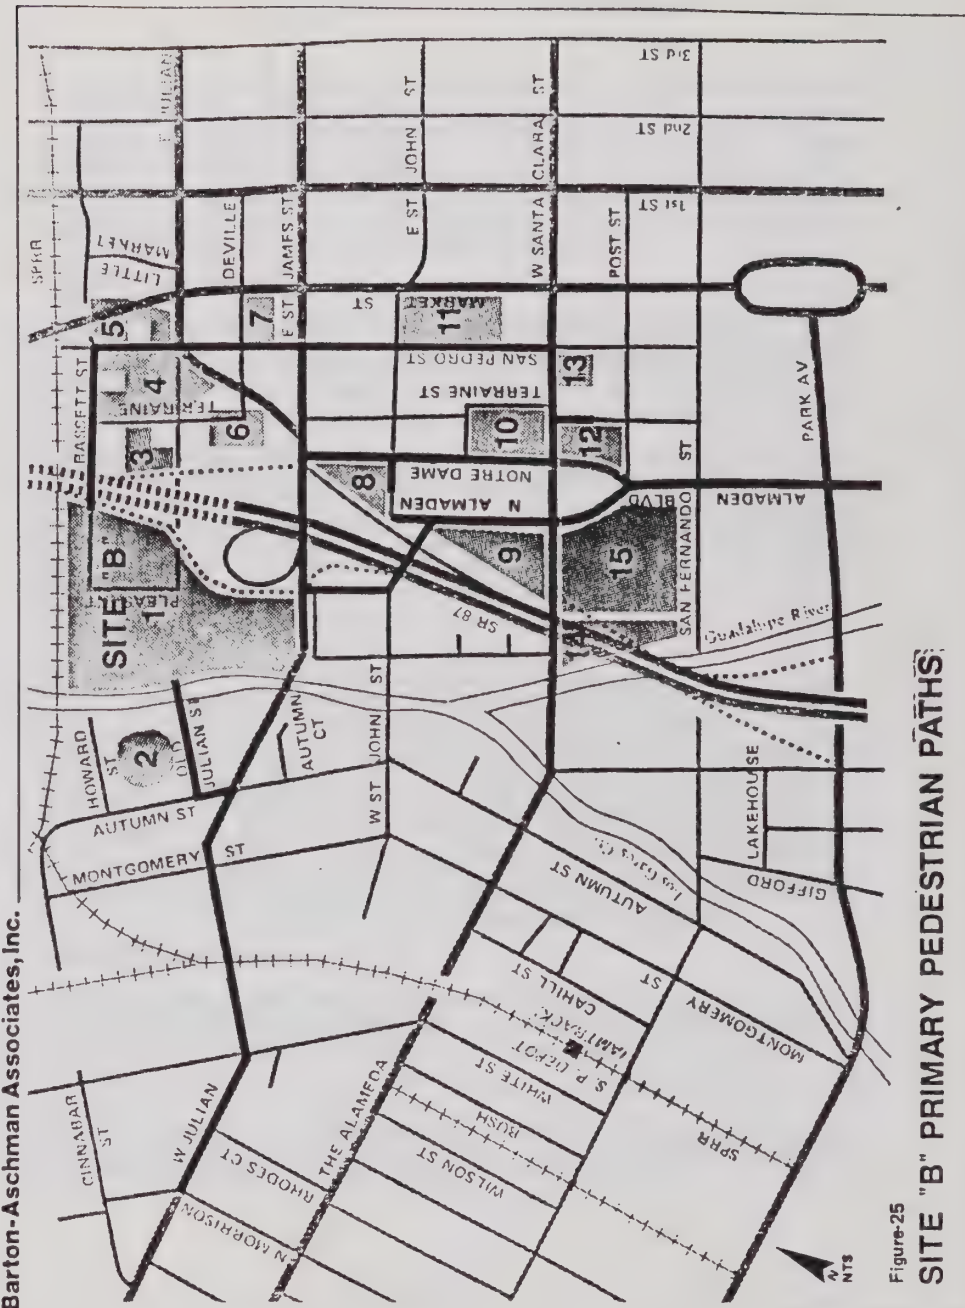 Barton-Aschman Associates, Inc.
SPRR
E JULIAN
ST
ST
3rd ST
2nd ST
1st ST
LITTLE
MARKET
DEVILLE
E ST JAMES ST
E ST JOHN
W SANTA CLARA
POST ST
BASSETT ST
5
7
ST
MARKET
11
4
TERRAINE
3
6
SAN PEDRO ST
TERRAINE ST
13
10
12
8
NOTRE DAME
N ALMADEN
BLVD
ST
ALMADEN
PARK AV
SITE "B"
1
9
15
SAN FERNANDO
SR 87
Guadalupe River
HOWARD
ST
2
OLD
JULIAN ST
AUTUMN
CT
W ST JOHN
ST
AUTUMN ST
MONTGOMERY
ST
LAKEHOUSE
GIFFORD
AUTUMN ST
Los Gatos
CAHILL ST
ST
MONTGOMERY
CINNABAR
ST
W JULIAN
THE ALAMEDA
S. P. DEPOT
(AMTRACK)
WHITE ST
BUSH
WILSON ST
SPRR
RHODES CT
N MORRISON
N
NTS
Figure-25
SITE "B" PRIMARY PEDESTRIAN PATHS